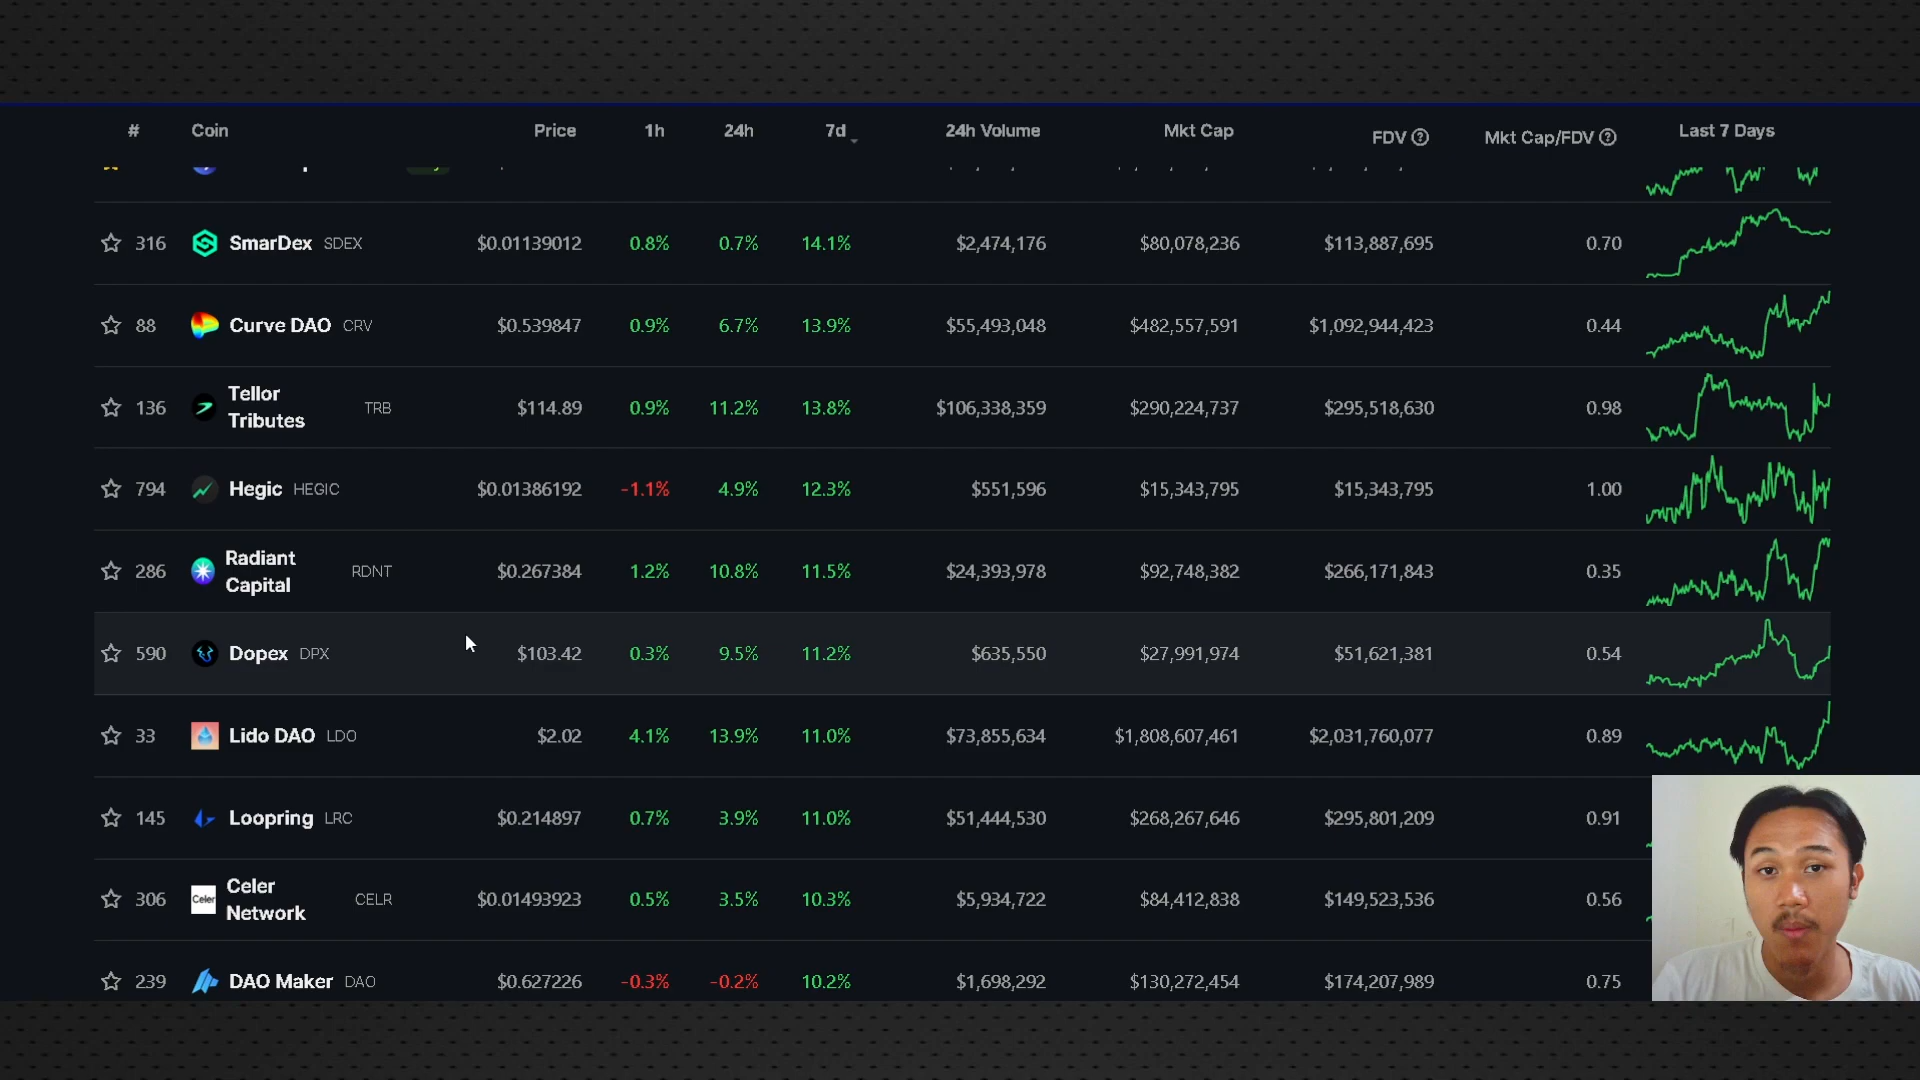 # Coin Price 1h 24h 7d 24h Volume Mkt Cap FDV Mkt Cap/FDV Last 7 Days
316 SmarDex SDEX $0.01139012 0.8% 0.7% 14.1% $2,474,176 $80,078,236 $113,887,695 0.70
88 Curve DAO CRV $0.539847 0.9% 6.7% 13.9% $55,493,048 $482,557,591 $1,092,944,423 0.44
136 Tellor Tributes TRB $114.89 0.9% 11.2% 13.8% $106,338,359 $290,224,737 $295,518,630 0.98
794 Hegic HEGIC $0.01386192 -1.1% 4.9% 12.3% $551,596 $15,343,795 $15,343,795 1.00
286 Radiant Capital RDNT $0.267384 1.2% 10.8% 11.5% $24,393,978 $92,748,382 $266,171,843 0.35
590 Dopex DPX $103.42 0.3% 9.5% 11.2% $635,550 $27,991,974 $51,621,381 0.54
33 Lido DAO LDO $2.02 4.1% 13.9% 11.0% $73,855,634 $1,808,607,461 $2,031,760,077 0.89
145 Loopring LRC $0.214897 0.7% 3.9% 11.0% $51,444,530 $268,267,646 $295,801,209 0.91
306 Celer Celer Network CELR $0.01493923 0.5% 3.5% 10.3% $5,934,722 $84,412,838 $149,523,536 0.56
239 DAO Maker DAO $0.627226 -0.3% -0.2% 10.2% $1,698,292 $130,272,454 $174,207,989 0.75